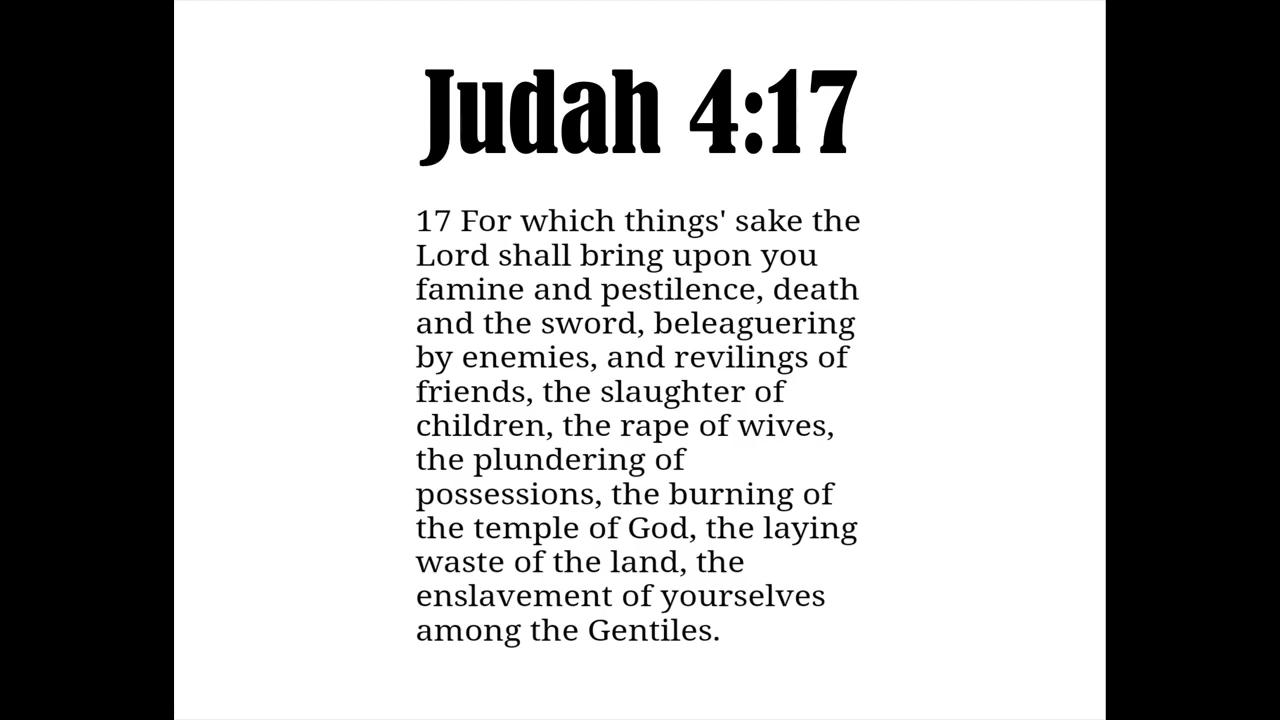 Judah 4:17
17 For which things' sake the
Lord shall bring upon you
famine and pestilence, death
and the sword, beleaguering
by enemies, and revilings of
friends, the slaughter of
children, the rape of wives,
the plundering of
possessions, the burning of
the temple of God, the laying
waste of the land, the
enslavement of yourselves
among the Gentiles.